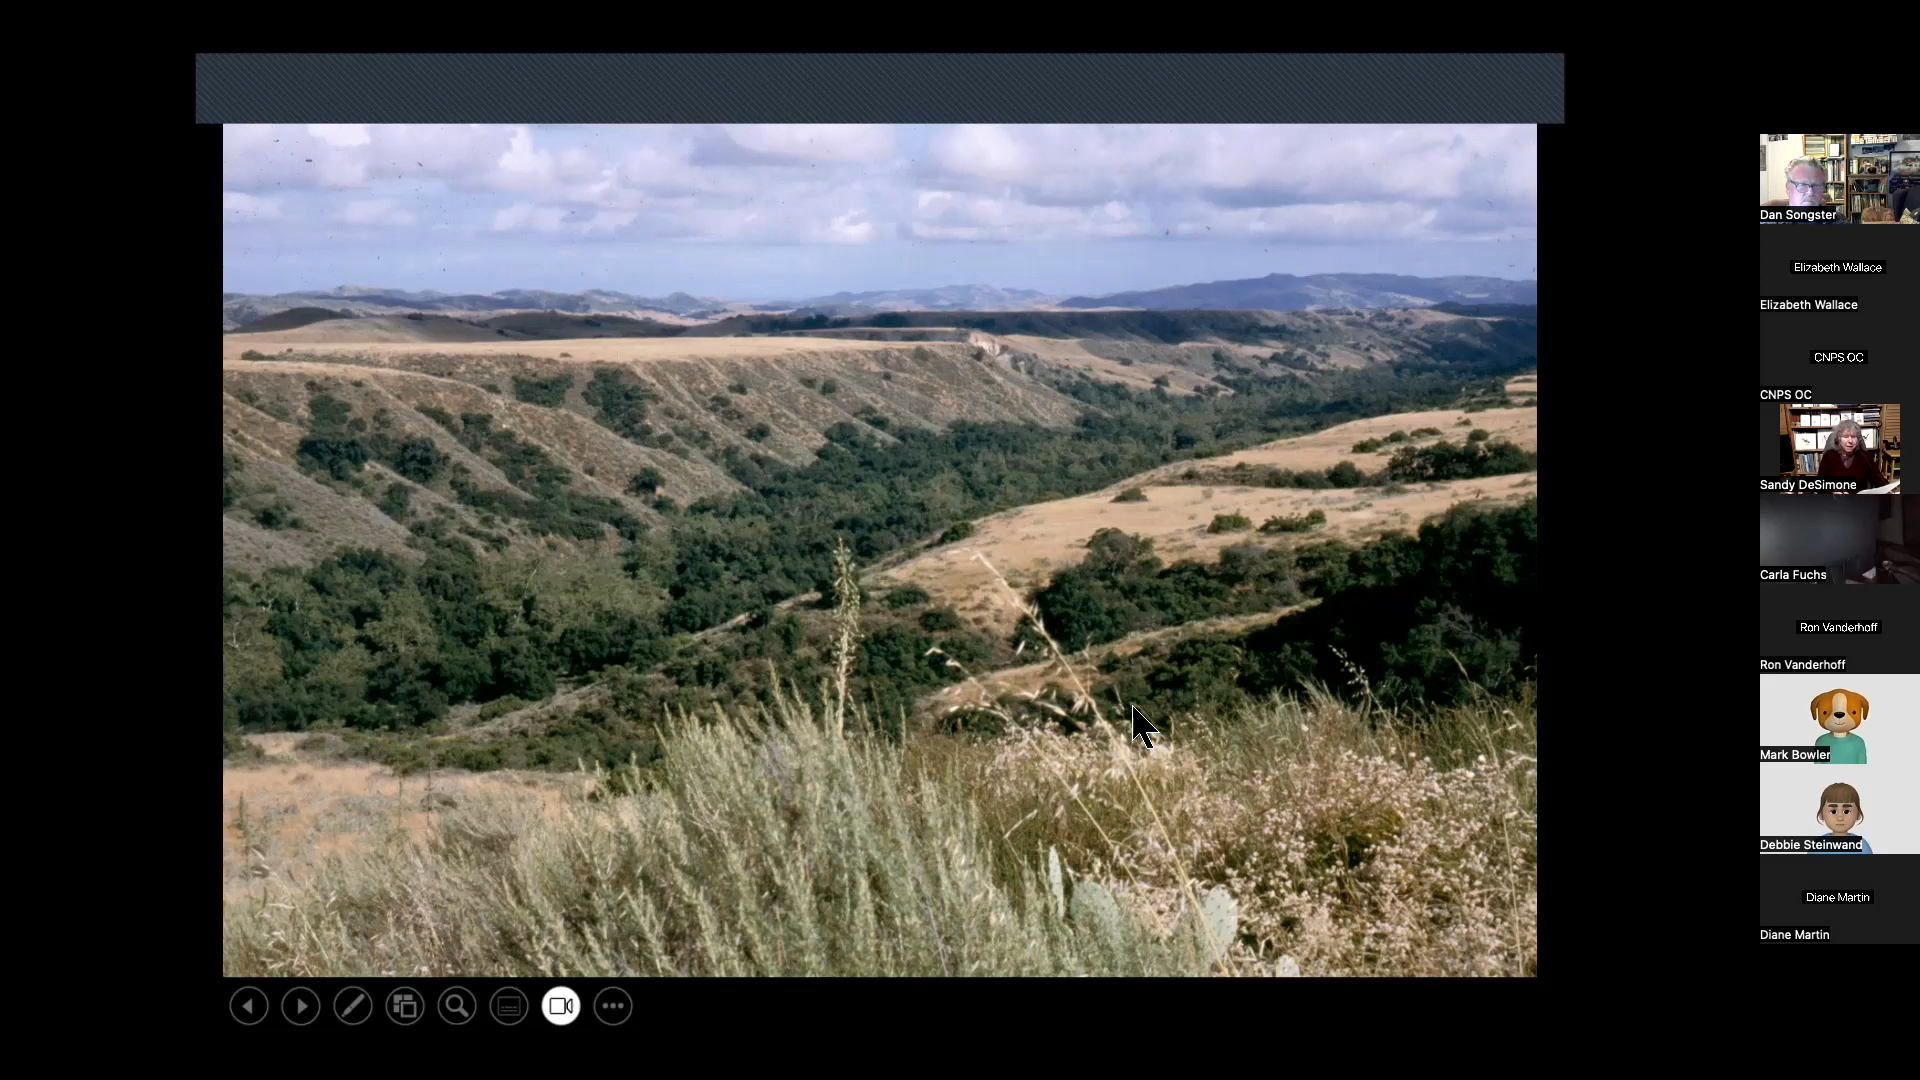 Dan Songster
Elizabeth Wallace
Elizabeth Wallace
CNPS OC
CNPS OC
Sandy DeSimone
Carla Fuchs
Ron Vanderhoff
Ron Vanderhoff
Mark Bowler
Debbie Steinwand
Diane Martin
Diane Martin